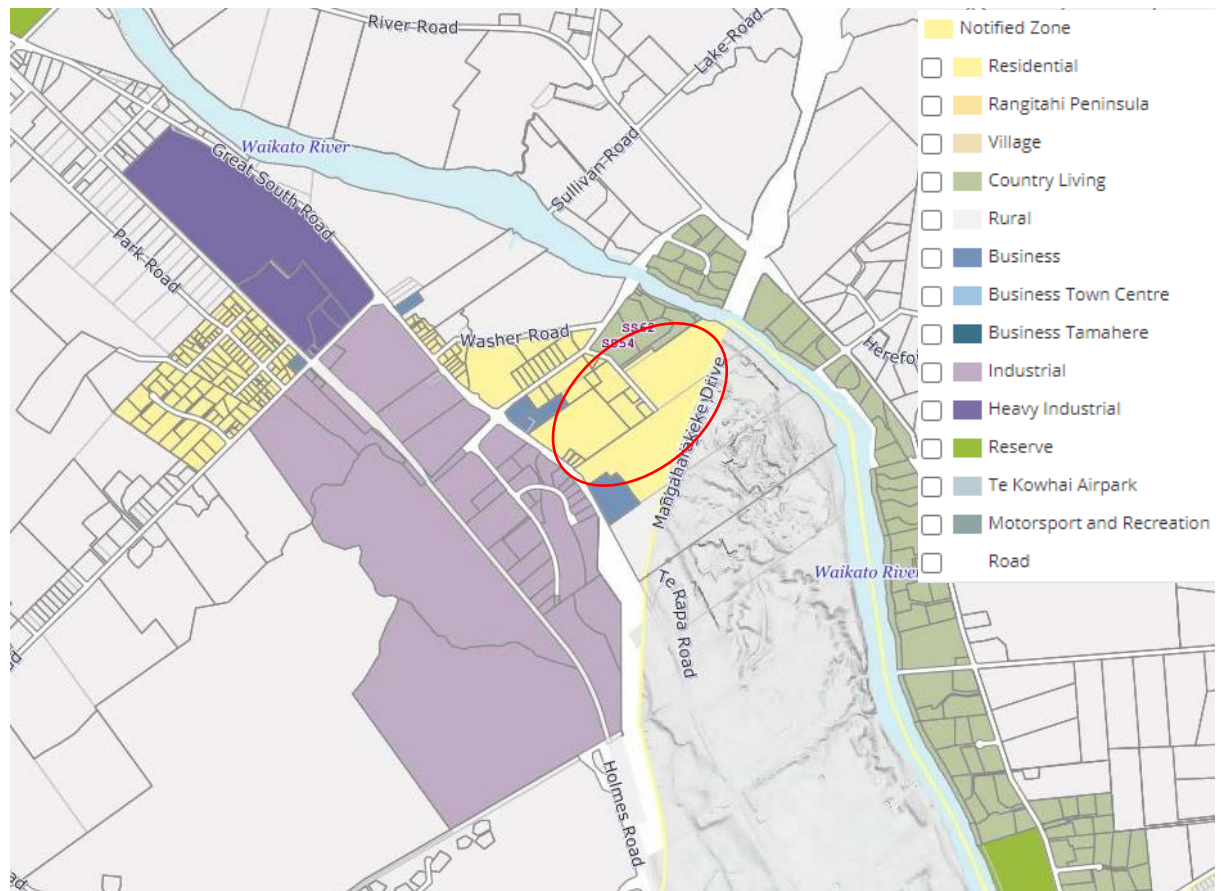 River Road
Lake Road
Sullivan Road
Waikato River
Great South Road
Park Road
Washer Road
SS62
SS54
Mangaharakeke Drive
Te Rapa Road
Waikato River
Holmes Road
Notified Zone
Residential
Rangitahi Peninsula
Village
Country Living
Rural
Business
Business Town Centre
Business Tamahere
Industrial
Heavy Industrial
Reserve
Te Kowhai Airpark
Motorsport and Recreation
Road